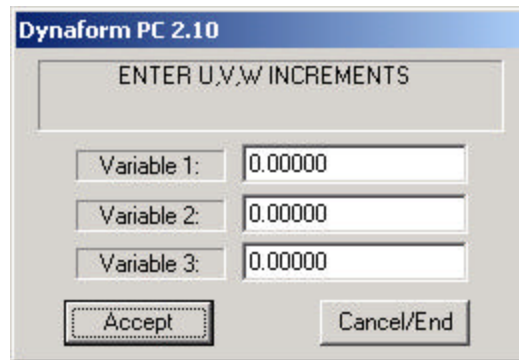 Dynaform PC 2.10
ENTER U,V,W INCREMENTS
Variable 1: 0.00000
Variable 2: 0.00000
Variable 3: 0.00000
Accept Cancel/End